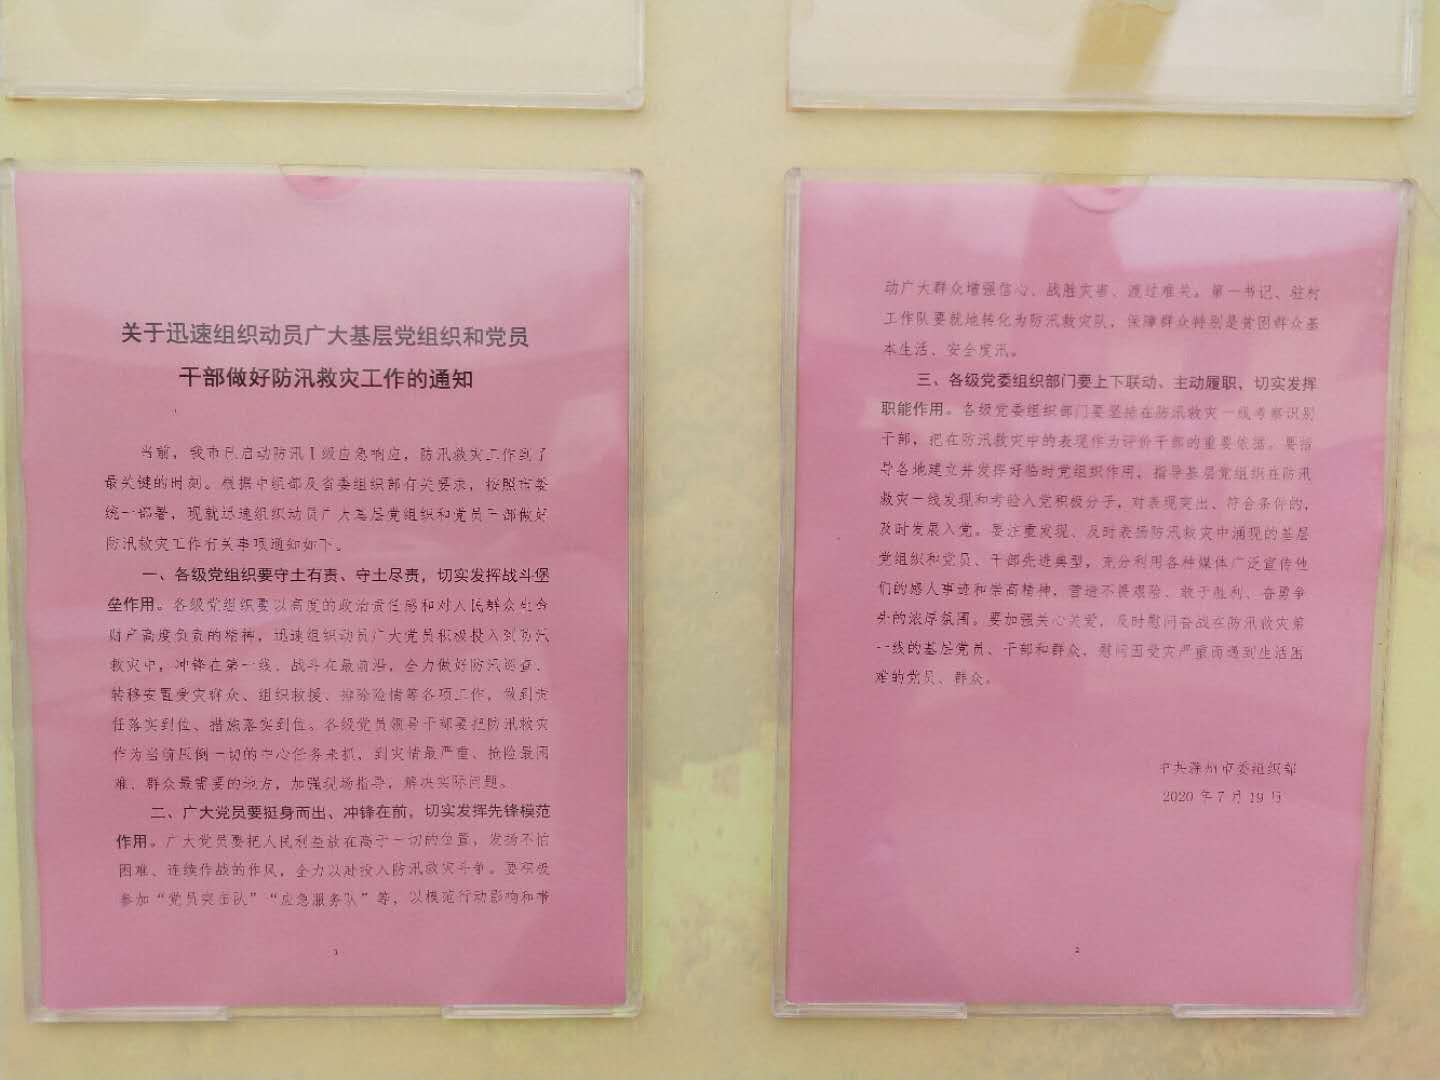 关于迅速组织动员广大基层党组织和党员
干部做好防汛救灾工作的通知
当前，我市已启动防汛Ⅰ级应急响应，防汛救灾工作到了
最关键的时刻。根据中组部及省委组织部有关要求，按照市委
统一部署，现就迅速组织动员广大基层党组织和党员干部做好
防汛救灾工作有关事项通知如下。
一、各级党组织要守土有责、守土尽责，切实发挥战斗堡
垒作用。各级党组织要以高度的政治责任感和对人民群众生命
财产高度负责的精神，迅速组织动员广大党员积极投入到防汛
救灾中，冲锋在第一线、战斗在最前沿，全力做好防汛巡查、
转移安置受灾群众、组织救援、排除险情等各项工作，做到责
任落实到位、措施落实到位。各级党员领导干部要把防汛救灾
作为当前压倒一切的中心任务来抓，到灾情最严重、抢险最困
难、群众最需要的地方，加强现场指导，解决实际问题。
二、广大党员要挺身而出、冲锋在前，切实发挥先锋模范
作用。广大党员要把人民利益放在高于一切的位置，发扬不怕
困难、连续作战的作风，全力以赴投入防汛救灾斗争。要积极
参加“党员突击队”“应急服务队”等，以模范行动影响和带
1
动广大群众增强信心、战胜灾害、渡过难关。第一书记、驻村
工作队要就地转化为防汛救灾队，保障群众特别是贫困群众基
本生活、安全度汛。
三、各级党委组织部门要上下联动、主动履职，切实发挥
职能作用。各级党委组织部门要坚持在防汛救灾一线考察识别
干部，把在防汛救灾中的表现作为评价干部的重要依据。要指
导各地建立并发挥好临时党组织作用，指导基层党组织在防汛
救灾一线发现和考验入党积极分子，对表现突出、符合条件的，
及时发展入党。要注重发现、及时表扬防汛救灾中涌现的基层
党组织和党员、干部先进典型，充分利用各种媒体广泛宣传他
们的感人事迹和崇高精神，营造不畏艰险、敢于胜利、奋勇争
先的浓厚氛围。要加强关心关爱，及时慰问奋战在防汛救灾第
一线的基层党员、干部和群众，慰问因受灾严重而遇到生活困
难的党员、群众。
中共滁州市委组织部
2020年7月19日
2